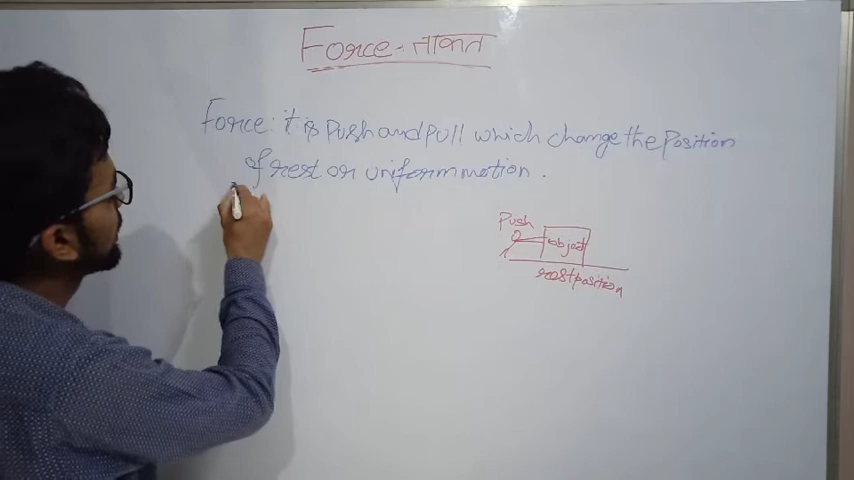 Force - ताकत
Force: it is Push and pull which change the Position
of rest or uniform motion .
Push
object
rest position